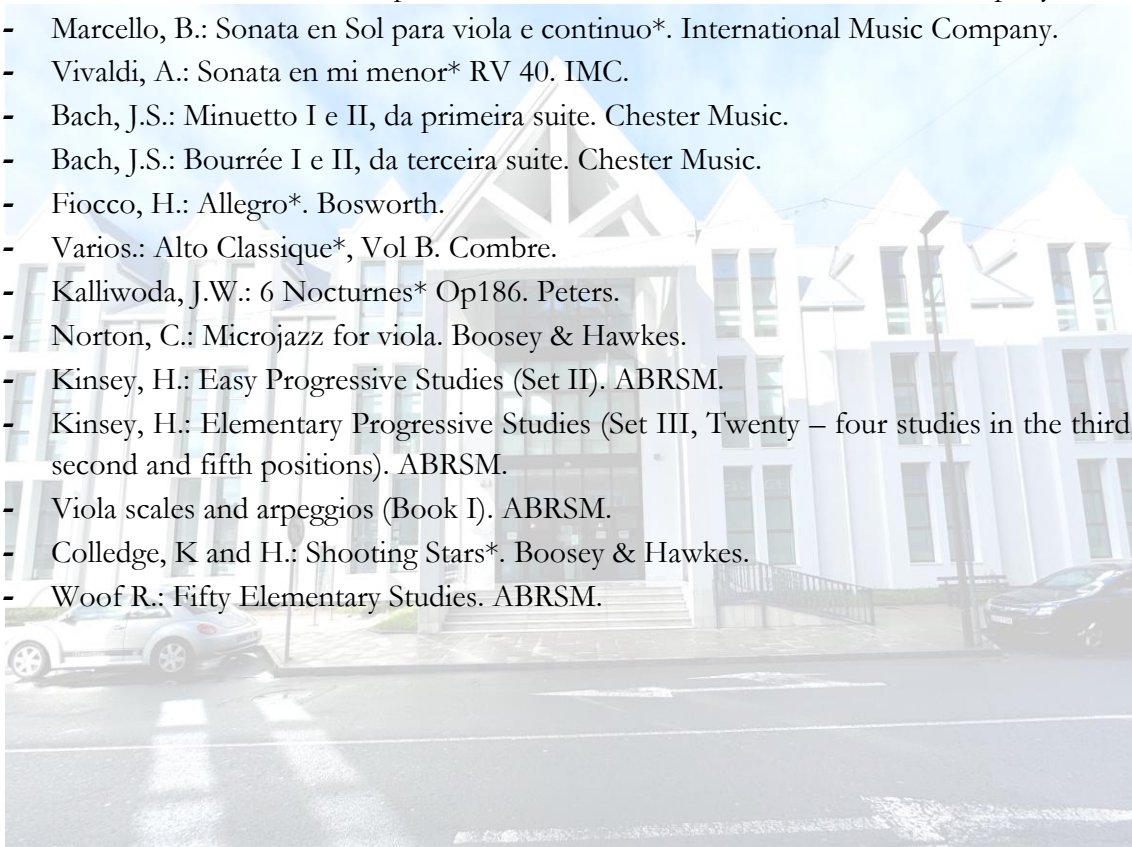 - Marcello, B.: Sonata en Sol para viola e continuo*. International Music Company.
- Vivaldi, A.: Sonata en mi menor* RV 40. IMC.
- Bach, J.S.: Minuetto I e II, da primeira suite. Chester Music.
- Bach, J.S.: Bourrée I e II, da terceira suite. Chester Music.
- Fiocco, H.: Allegro*. Bosworth.
- Varios.: Alto Classique*, Vol B. Combre.
- Kalliwoda, J.W.: 6 Nocturnes* Op186. Peters.
- Norton, C.: Microjazz for viola. Boosey & Hawkes.
- Kinsey, H.: Easy Progressive Studies (Set II). ABRSM.
- Kinsey, H.: Elementary Progressive Studies (Set III, Twenty – four studies in the third,
second and fifth positions). ABRSM.
- Viola scales and arpeggios (Book I). ABRSM.
- Colledge, K and H.: Shooting Stars*. Boosey & Hawkes.
- Woof R.: Fifty Elementary Studies. ABRSM.